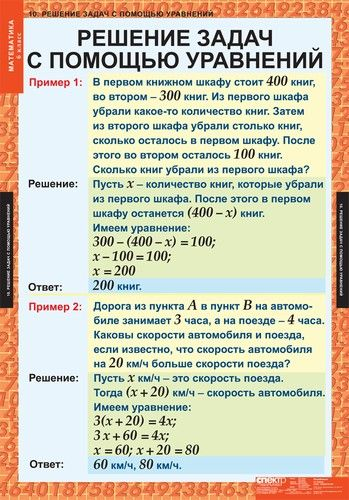 10. РЕШЕНИЕ ЗАДАЧ С ПОМОЩЬЮ УРАВНЕНИЙ
МАТЕМАТИКА
6 класс
РЕШЕНИЕ ЗАДАЧ
С ПОМОЩЬЮ УРАВНЕНИЙ
Пример 1: В первом книжном шкафу стоит 400 книг,
во втором – 300 книг. Из первого шкафа
убрали какое-то количество книг. Затем
из второго шкафа убрали столько книг,
сколько осталось в первом шкафу. После
этого во втором осталось 100 книг.
Сколько книг убрали из первого шкафа?
Решение: Пусть x – количество книг, которые убрали
из первого шкафа. После этого в первом
шкафу останется (400 – x) книг.
Имеем уравнение:
300 – (400 – x) = 100;
x – 100 = 100;
x = 200
Ответ: 200 книг.
Пример 2: Дорога из пункта А в пункт В на автомо-
биле занимает 3 часа, а на поезде – 4 часа.
Каковы скорости автомобиля и поезда,
если известно, что скорость автомобиля
на 20 км/ч больше скорости поезда?
Решение: Пусть x км/ч – это скорость поезда.
Тогда (x + 20) км/ч – скорость автомобиля.
Имеем уравнение:
3(x + 20) = 4x;
3x + 60 = 4x;
x = 60; x + 20 = 80
Ответ: 60 км/ч, 80 км/ч.
10. РЕШЕНИЕ ЗАДАЧ С ПОМОЩЬЮ УРАВНЕНИЙ
10. РЕШЕНИЕ ЗАДАЧ С ПОМОЩЬЮ УРАВНЕНИЙ
СПЕКТР